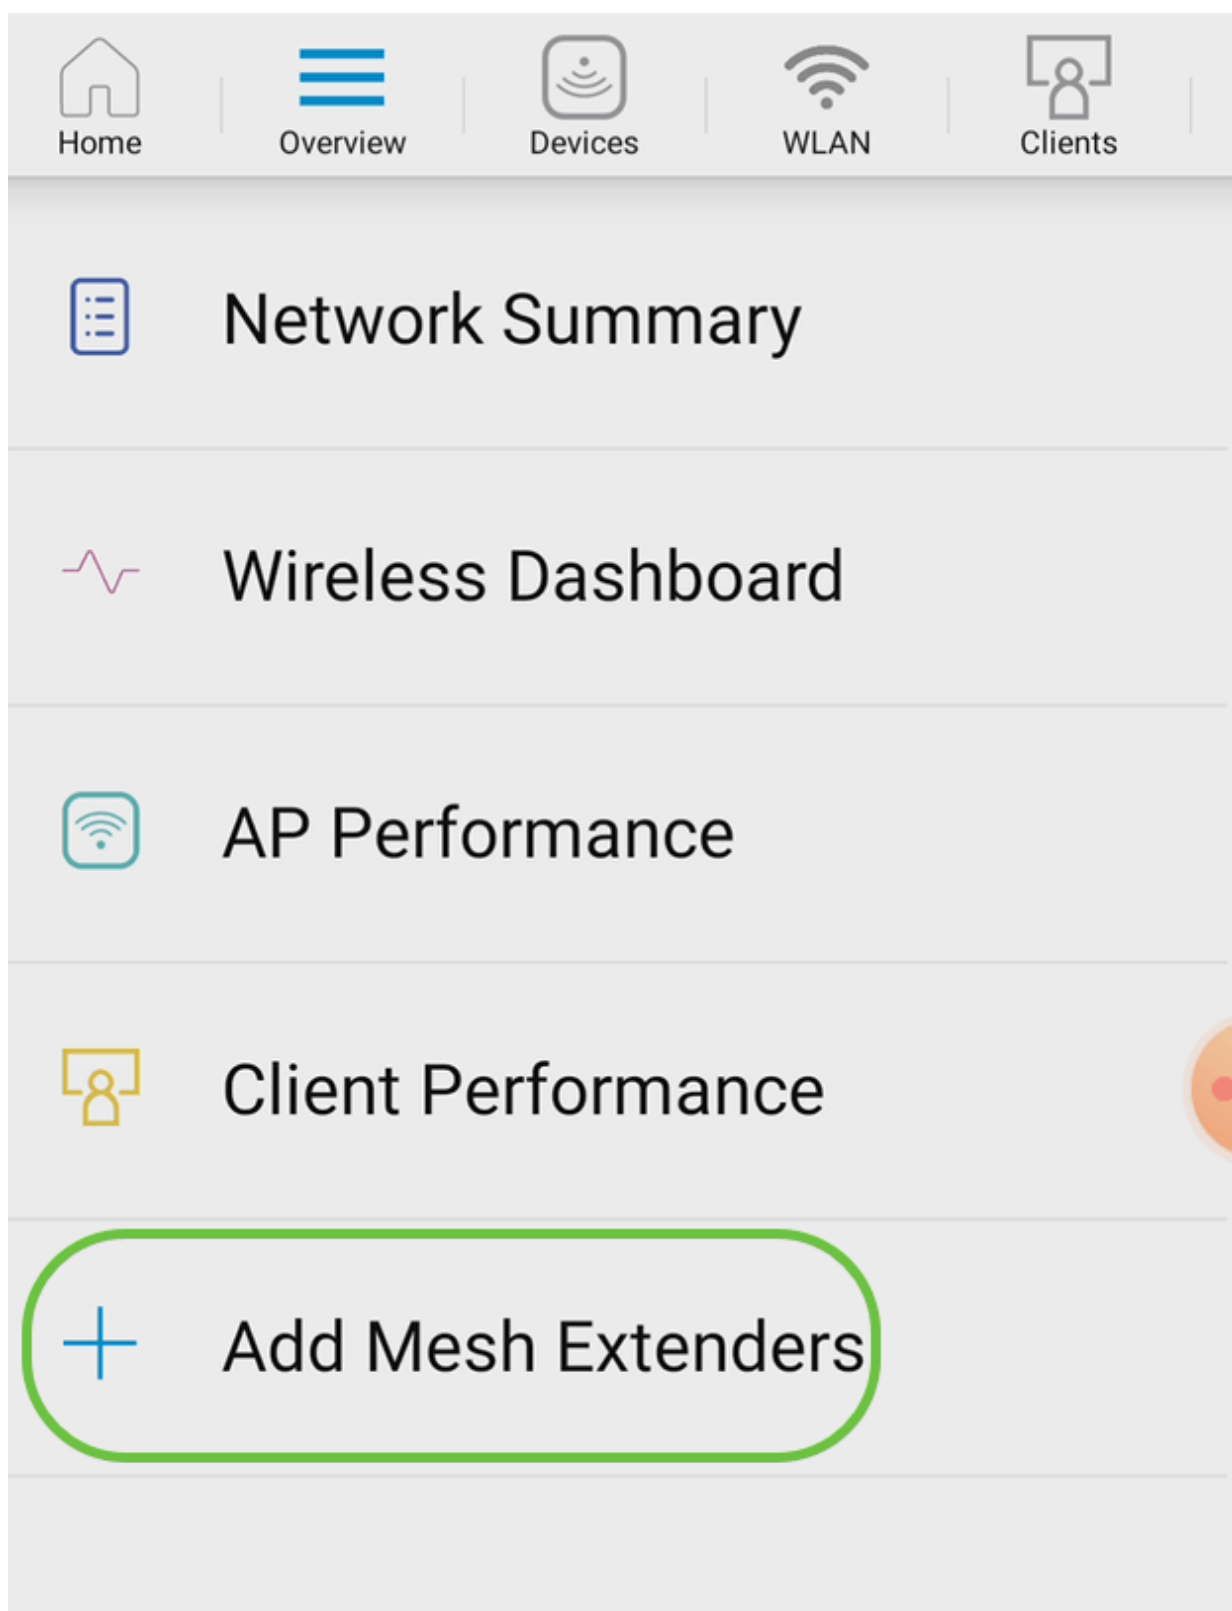 Home Overview Devices WLAN Clients
Network Summary
Wireless Dashboard
AP Performance
Client Performance
Add Mesh Extenders